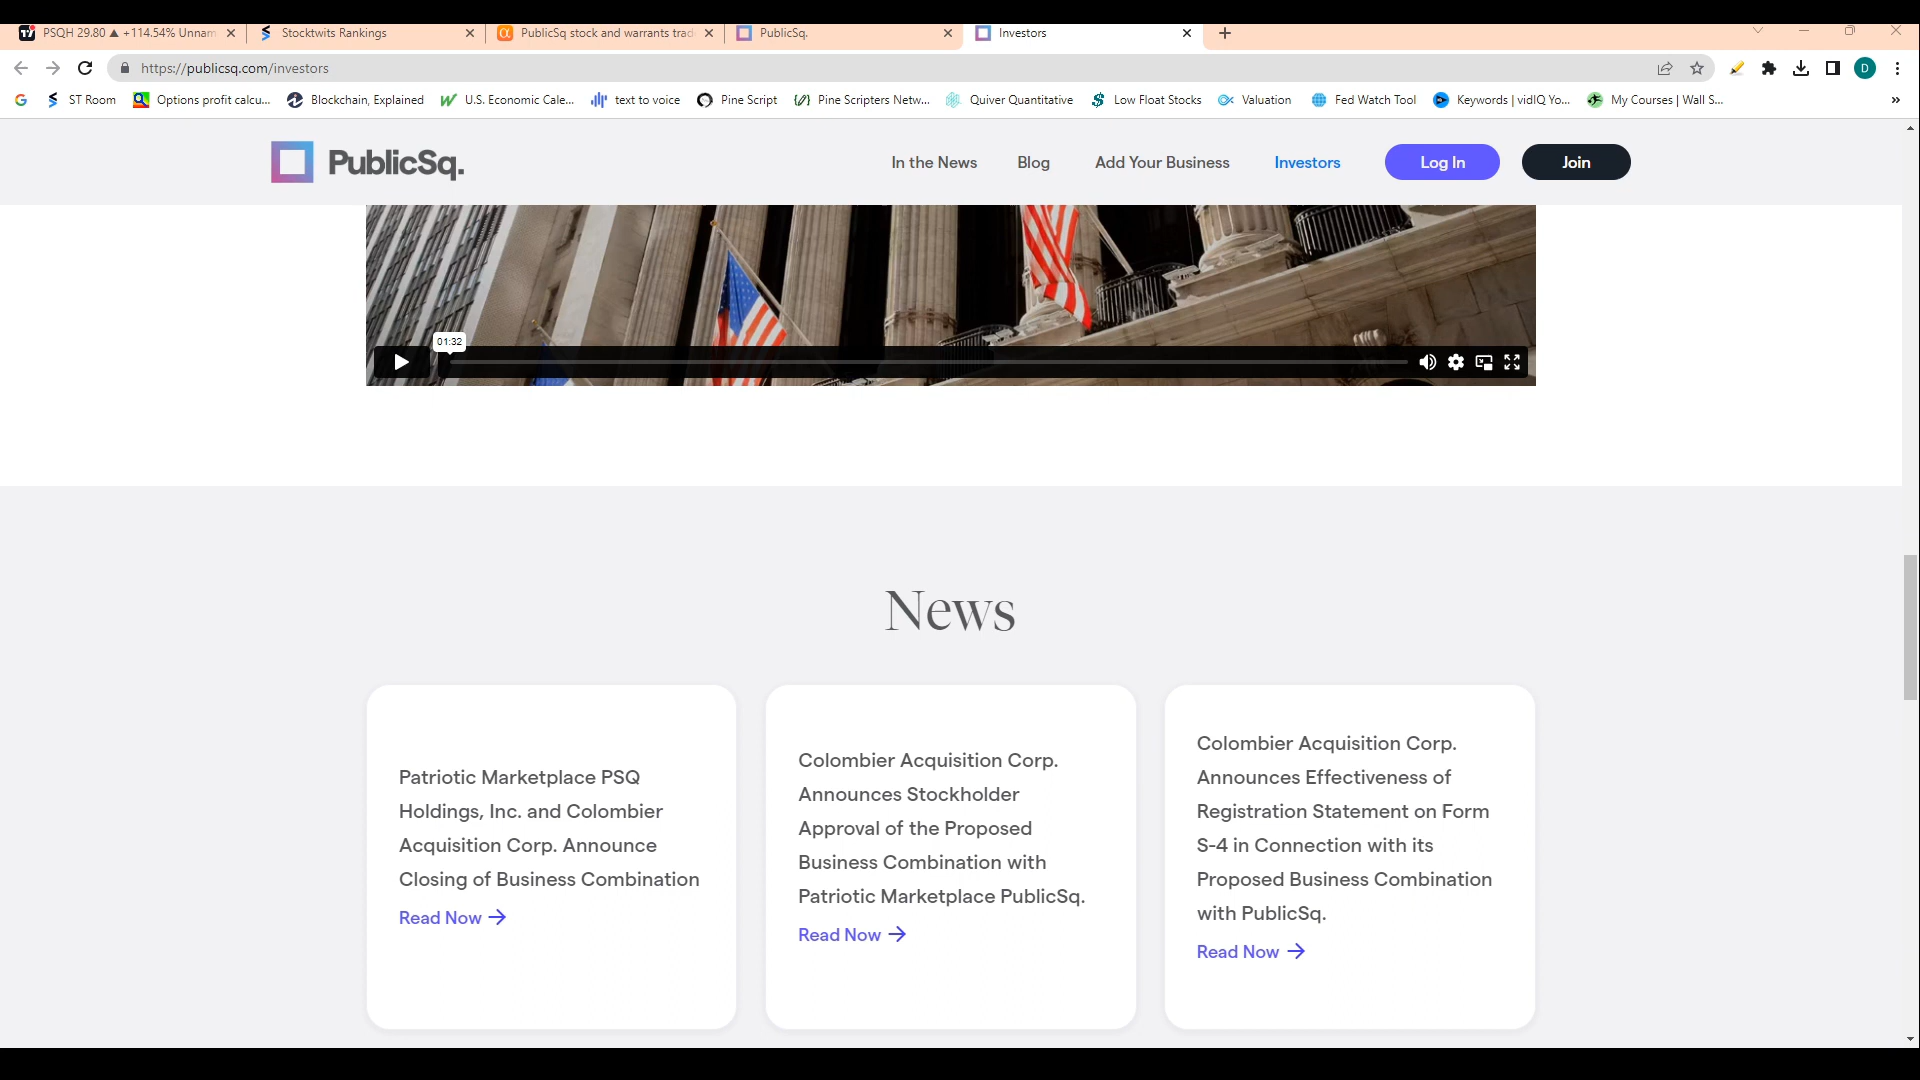 PSQH 29.80 ▲ +114.54% Unnam
Stocktwits Rankings
PublicSq stock and warrants trad
PublicSq.
Investors
https://publicsq.com/investors
D
ST Room
Options profit calcu...
Blockchain, Explained
U.S. Economic Cale...
text to voice
Pine Script
Pine Scripters Netw...
Quiver Quantitative
Low Float Stocks
Valuation
Fed Watch Tool
Keywords | vidIQ Yo...
My Courses | Wall S...
PublicSq.
In the News
Blog
Add Your Business
Investors
Log In
Join
01:32
News
Patriotic Marketplace PSQ
Holdings, Inc. and Colombier
Acquisition Corp. Announce
Closing of Business Combination
Read Now →
Colombier Acquisition Corp.
Announces Stockholder
Approval of the Proposed
Business Combination with
Patriotic Marketplace PublicSq.
Read Now →
Colombier Acquisition Corp.
Announces Effectiveness of
Registration Statement on Form
S-4 in Connection with its
Proposed Business Combination
with PublicSq.
Read Now →